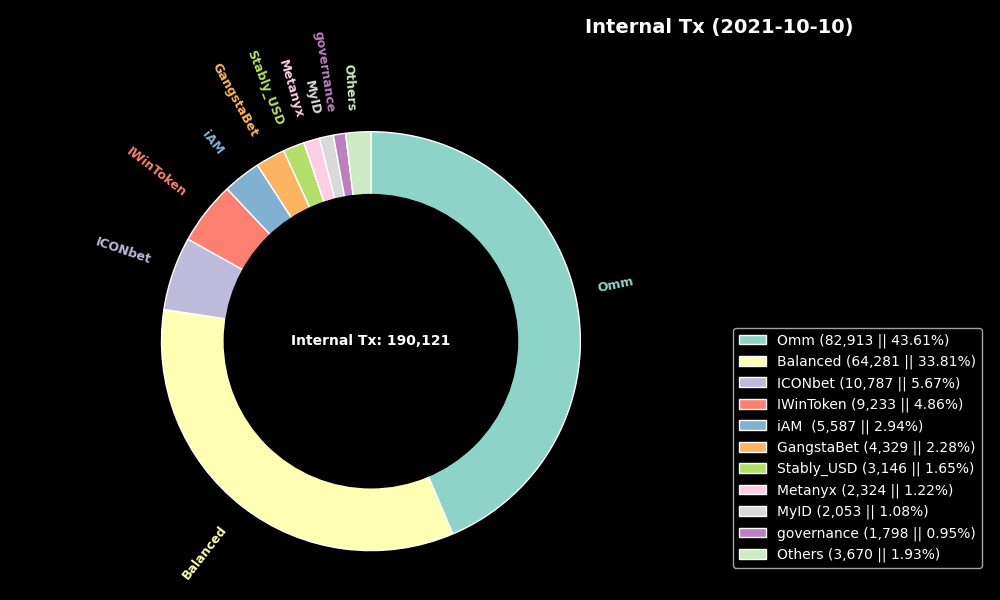 Internal Tx (2021-10-10)
governance
Others
Metanyx
MyID
Stably_USD
GangstaBet
iAM
IWinToken
ICONbet
Omm
Balanced
Internal Tx: 190,121
Omm (82,913 || 43.61%)
Balanced (64,281 || 33.81%)
ICONbet (10,787 || 5.67%)
IWinToken (9,233 || 4.86%)
iAM  (5,587 || 2.94%)
GangstaBet (4,329 || 2.28%)
Stably_USD (3,146 || 1.65%)
Metanyx (2,324 || 1.22%)
MyID (2,053 || 1.08%)
governance (1,798 || 0.95%)
Others (3,670 || 1.93%)